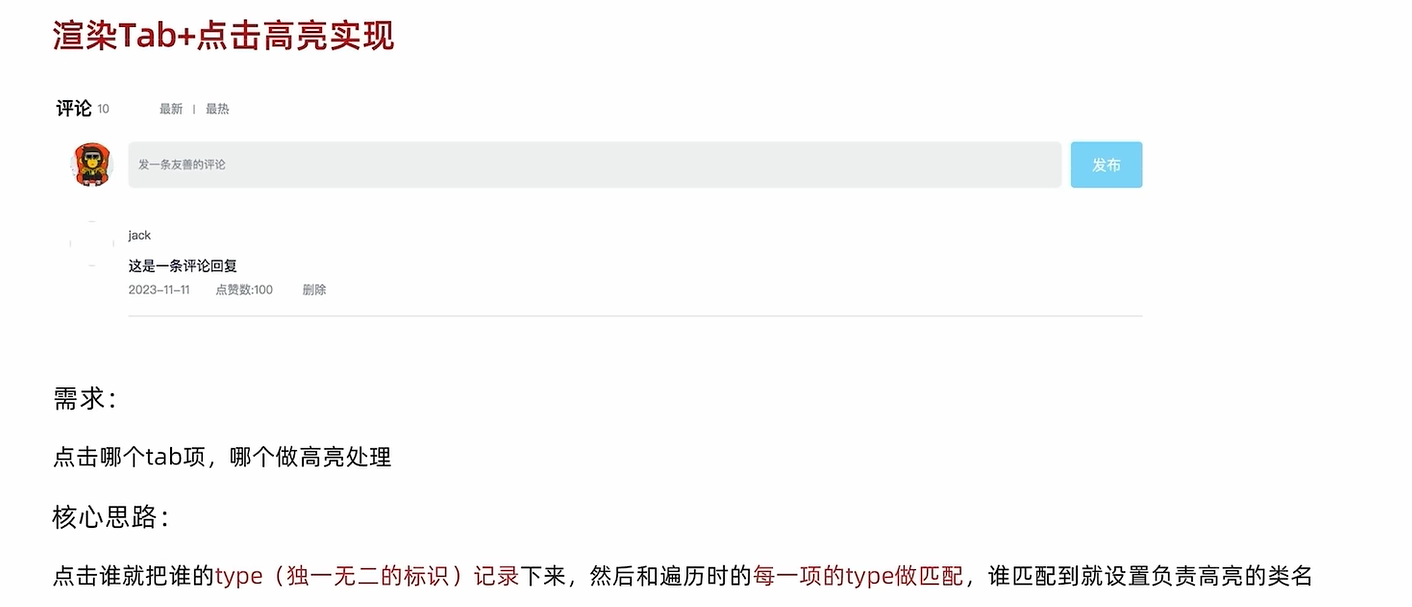 渲染Tab+点击高亮实现
评论 10 最新 | 最热
发一条友善的评论 发布
jack
这是一条评论回复
2023-11-11 点赞数:100 删除
需求：
点击哪个tab项，哪个做高亮处理
核心思路：
点击谁就把谁的type（独一无二的标识）记录下来，然后和遍历时的每一项的type做匹配，谁匹配到就设置负责高亮的类名